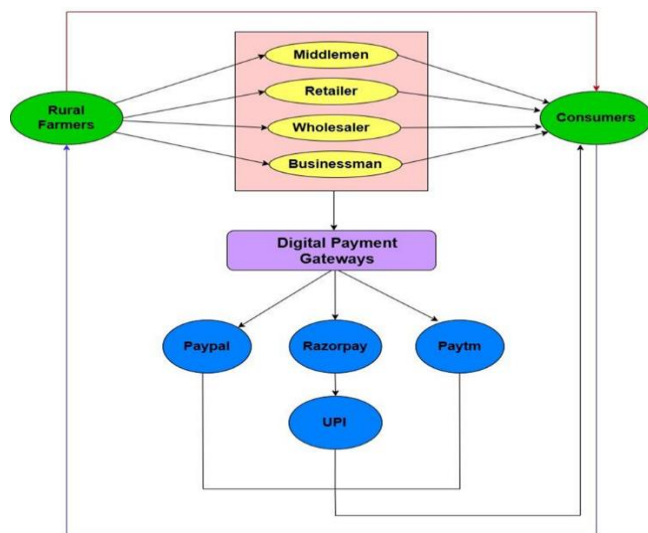 Middlemen
Retailer
Wholesaler
Businessman
Rural
Farmers
Consumers
Digital Payment
Gateways
Paypal
Razorpay
Paytm
UPI